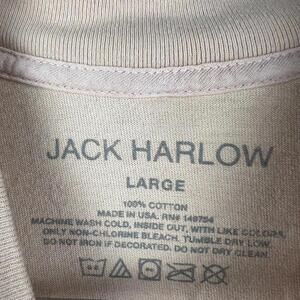 JACK HARLOW
LARGE
100% COTTON
MADE IN USA. RN# 148754
MACHINE WASH COLD, INSIDE OUT, WITH LIKE COLORS,
ONLY NON-CHLORINE BLEACH, TUMBLE DRY LOW.
DO NOT IRON IF DECORATED. DO NOT DRY CLEAN.